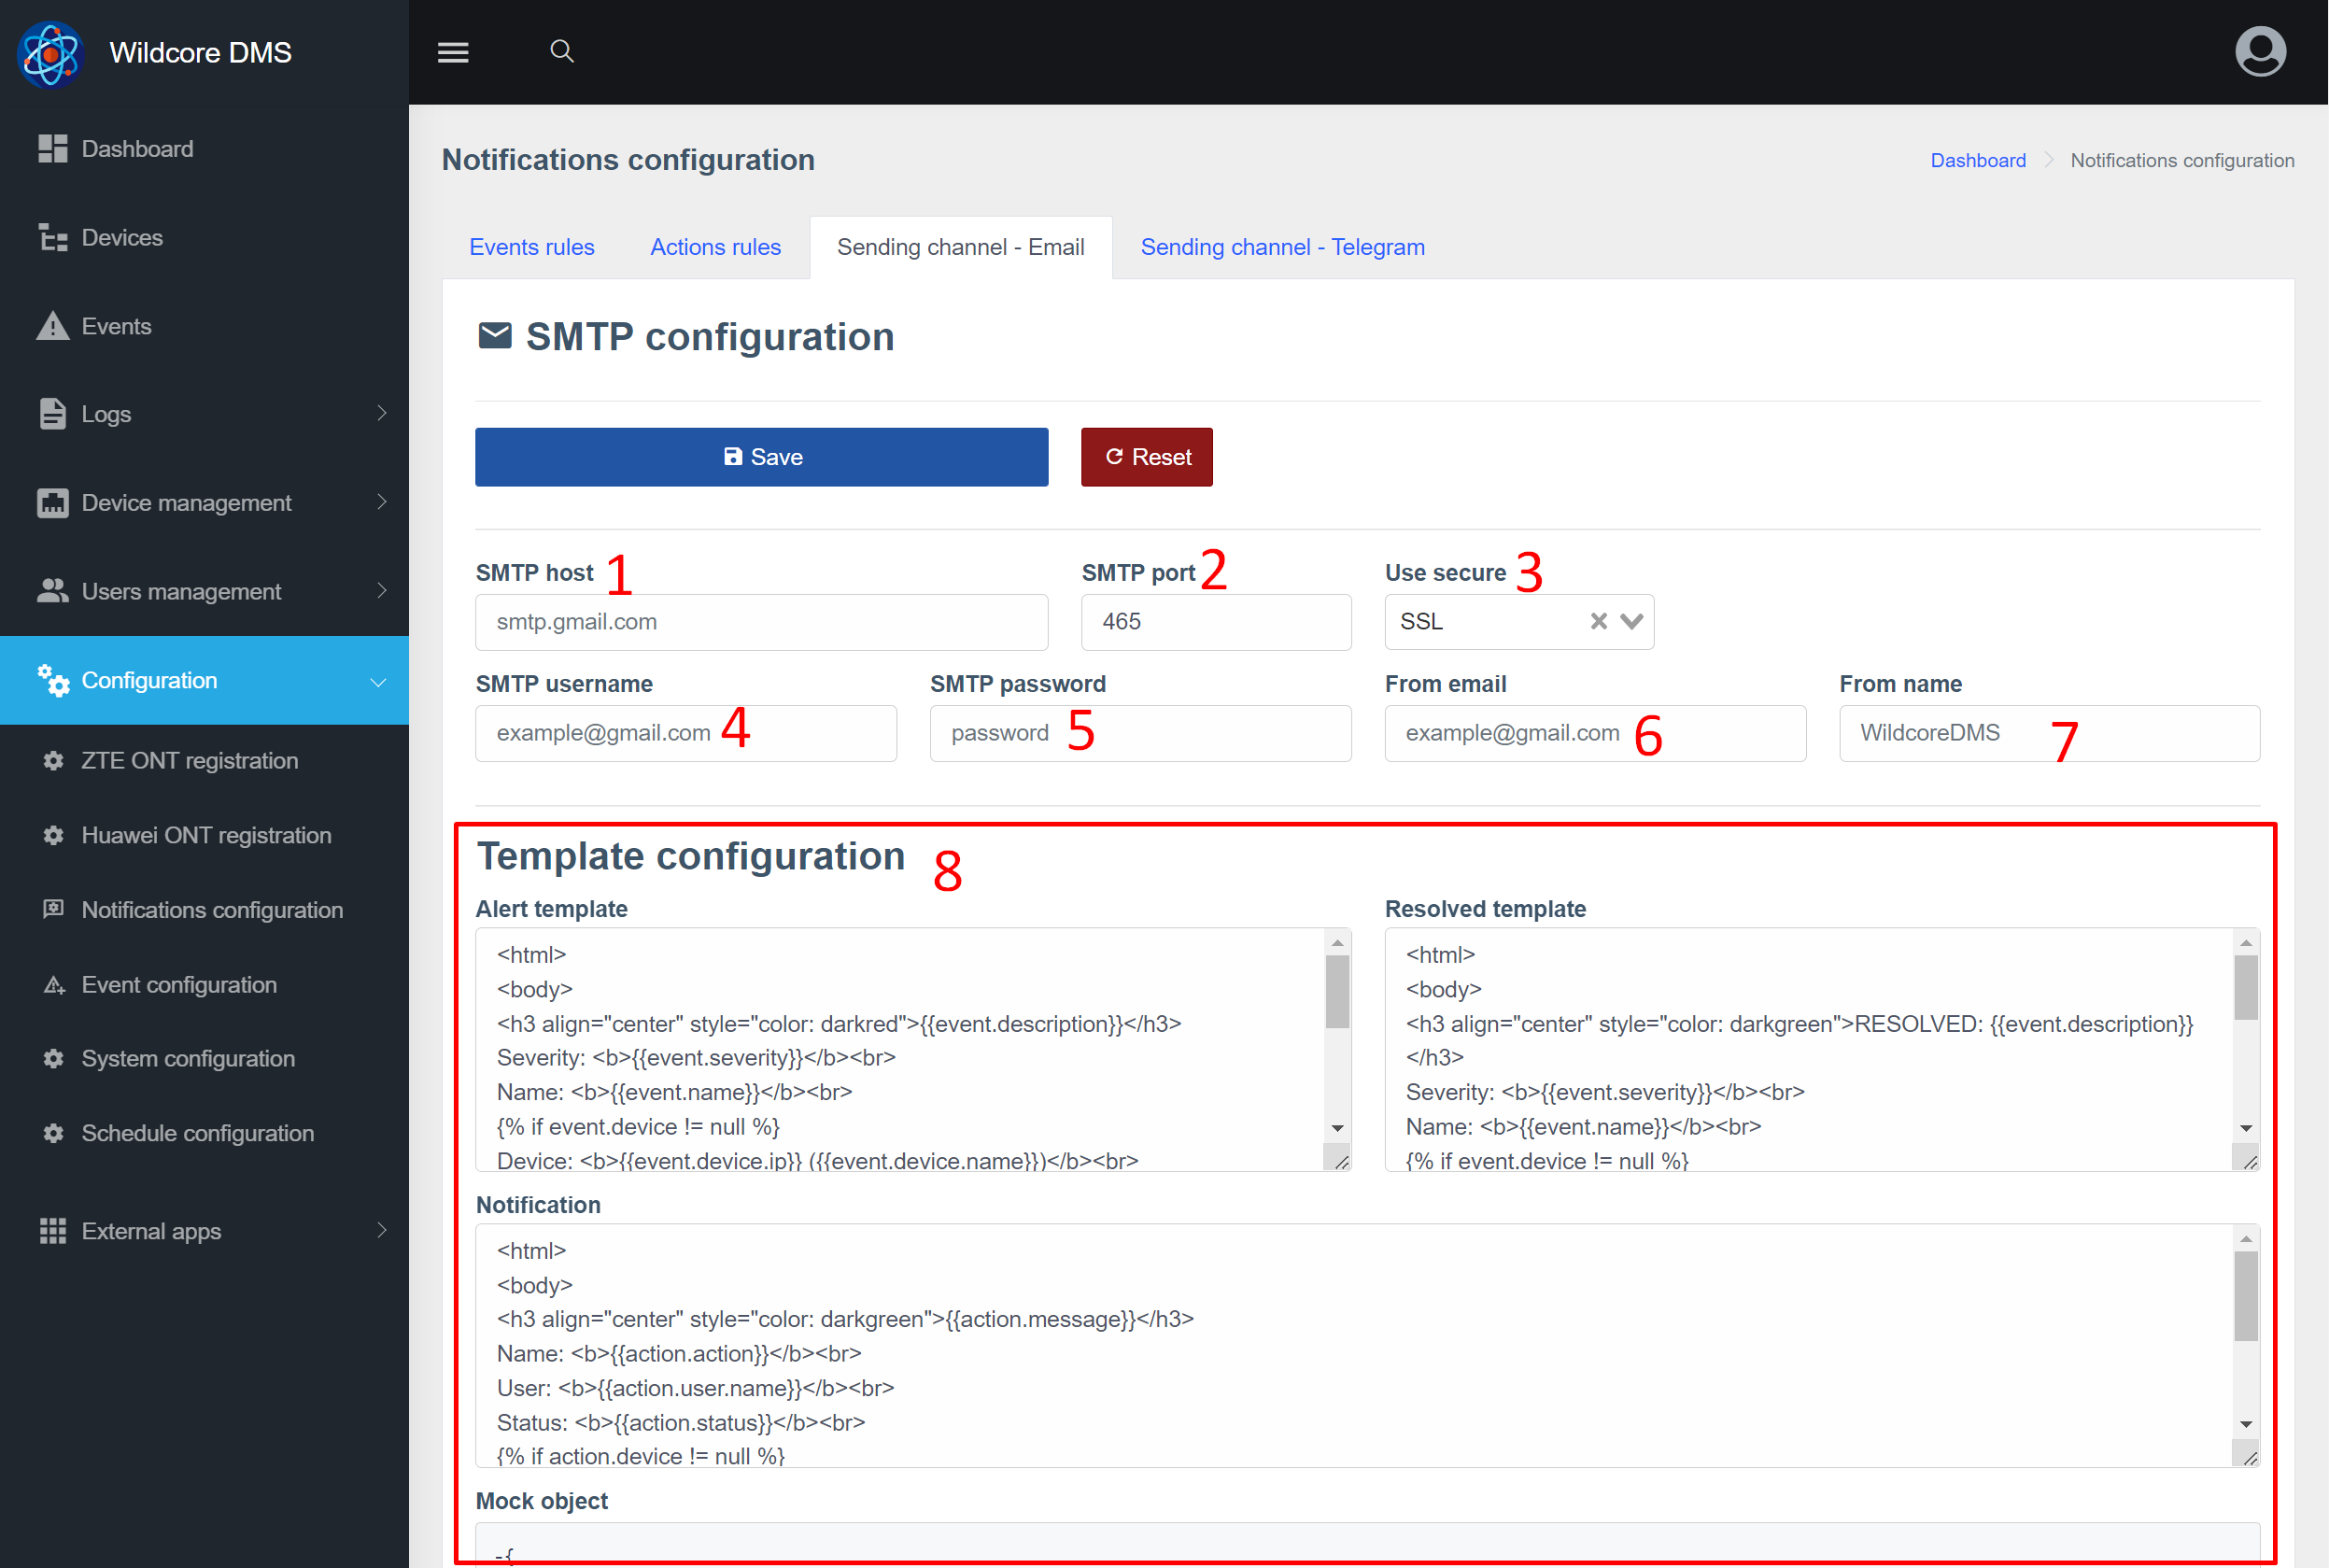 Wildcore DMS
Dashboard
Devices
Events
Logs
Device management
Users management
Configuration
ZTE ONT registration
Huawei ONT registration
Notifications configuration
Event configuration
System configuration
Schedule configuration
External apps
Notifications configuration
Dashboard
Notifications configuration
Events rules
Actions rules
Sending channel - Email
Sending channel - Telegram
SMTP configuration
Save
Reset
SMTP host 1
smtp.gmail.com
SMTP port 2
465
Use secure 3
SSL
SMTP username
example@gmail.com 4
SMTP password
password 5
From email
example@gmail.com 6
From name
WildcoreDMS 7
Template configuration 8
Alert template
<html>
<body>
<h3 align="center" style="color: darkred">{{event.description}}</h3>
Severity: <b>{{event.severity}}</b><br>
Name: <b>{{event.name}}</b><br>
{% if event.device != null %}
Device: <b>{{event.device.ip}} ({{event.device.name}})</b><br>
Resolved template
<html>
<body>
<h3 align="center" style="color: darkgreen">RESOLVED: {{event.description}}
</h3>
Severity: <b>{{event.severity}}</b><br>
Name: <b>{{event.name}}</b><br>
{% if event.device != null %}
Notification
<html>
<body>
<h3 align="center" style="color: darkgreen">{{action.message}}</h3>
Name: <b>{{action.action}}</b><br>
User: <b>{{action.user.name}}</b><br>
Status: <b>{{action.status}}</b><br>
{% if action.device != null %}
Mock object
-{